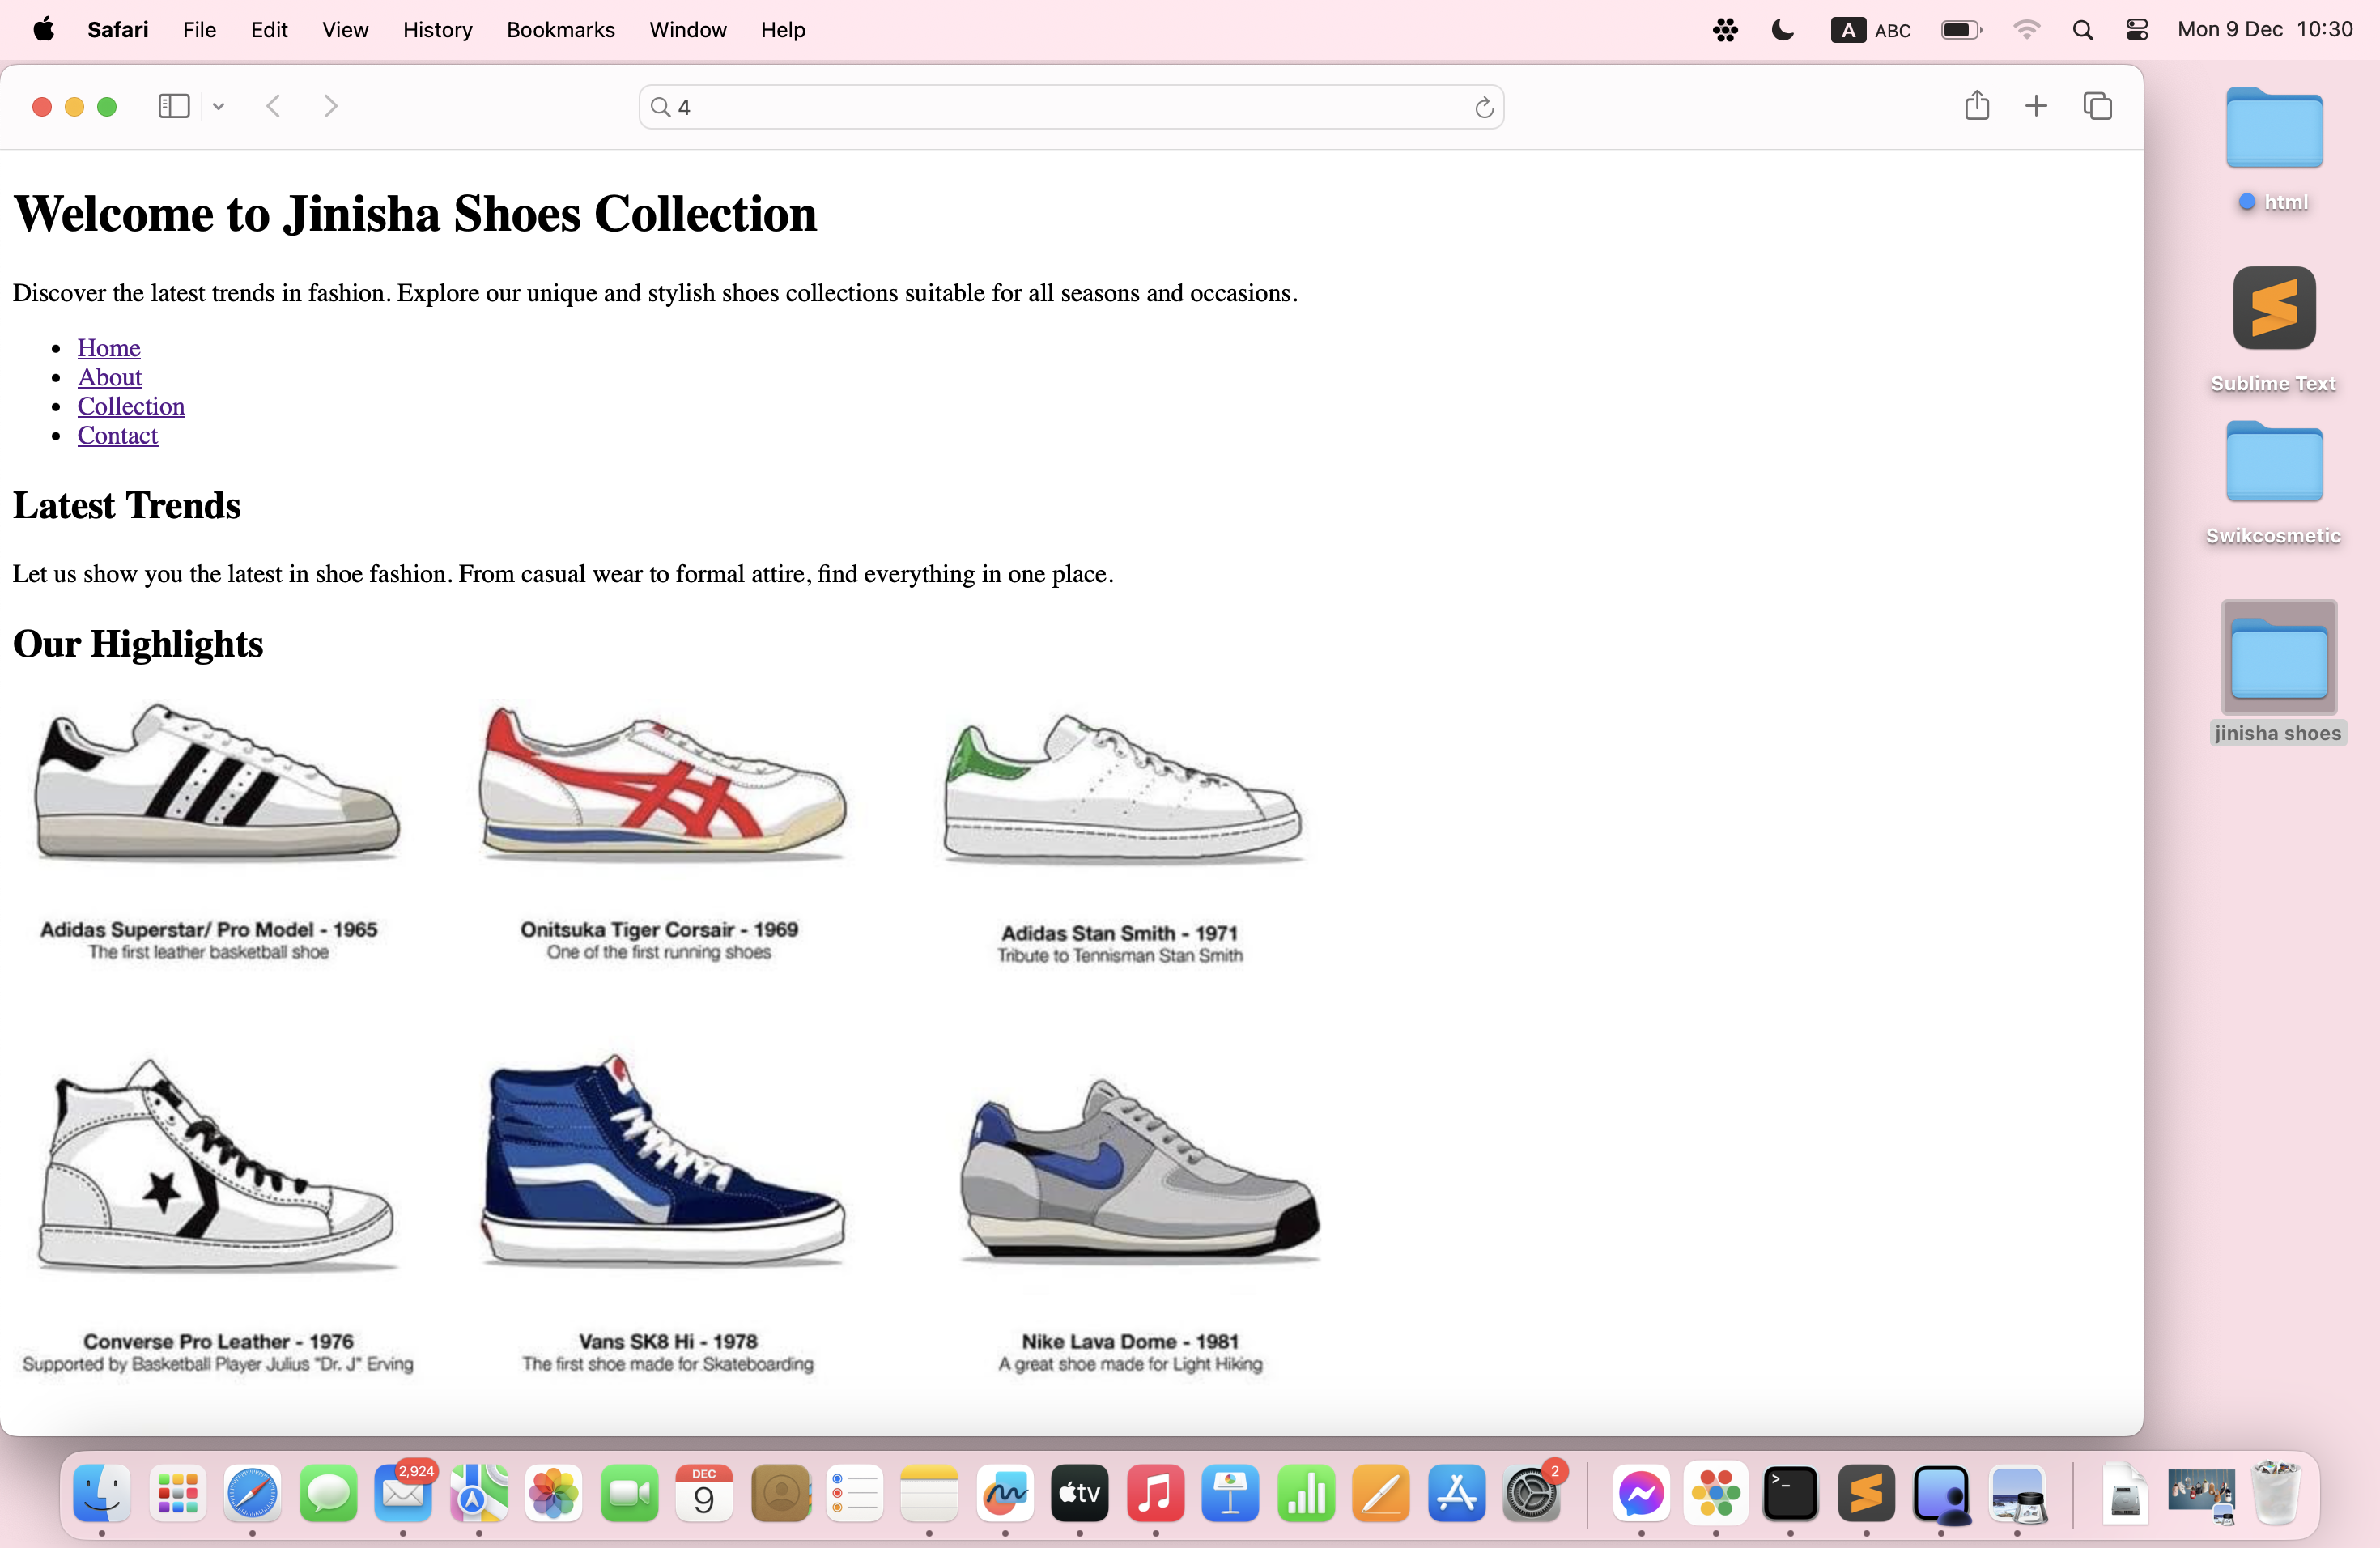 Safari File Edit View History Bookmarks Window Help A ABC Mon 9 Dec 10:30
4
html
Sublime Text
Swikcosmetic
jinisha shoes
Welcome to Jinisha Shoes Collection
Discover the latest trends in fashion. Explore our unique and stylish shoes collections suitable for all seasons and occasions.
Home
About
Collection
Contact
Latest Trends
Let us show you the latest in shoe fashion. From casual wear to formal attire, find everything in one place.
Our Highlights
Adidas Superstar/ Pro Model - 1965
The first leather basketball shoe
Onitsuka Tiger Corsair - 1969
One of the first running shoes
Adidas Stan Smith - 1971
Tribute to Tennisman Stan Smith
Converse Pro Leather - 1976
Supported by Basketball Player Julius "Dr. J" Erving
Vans SK8 Hi - 1978
The first shoe made for Skateboarding
Nike Lava Dome - 1981
A great shoe made for Light Hiking
2,924
DEC
9
tv
2
>_